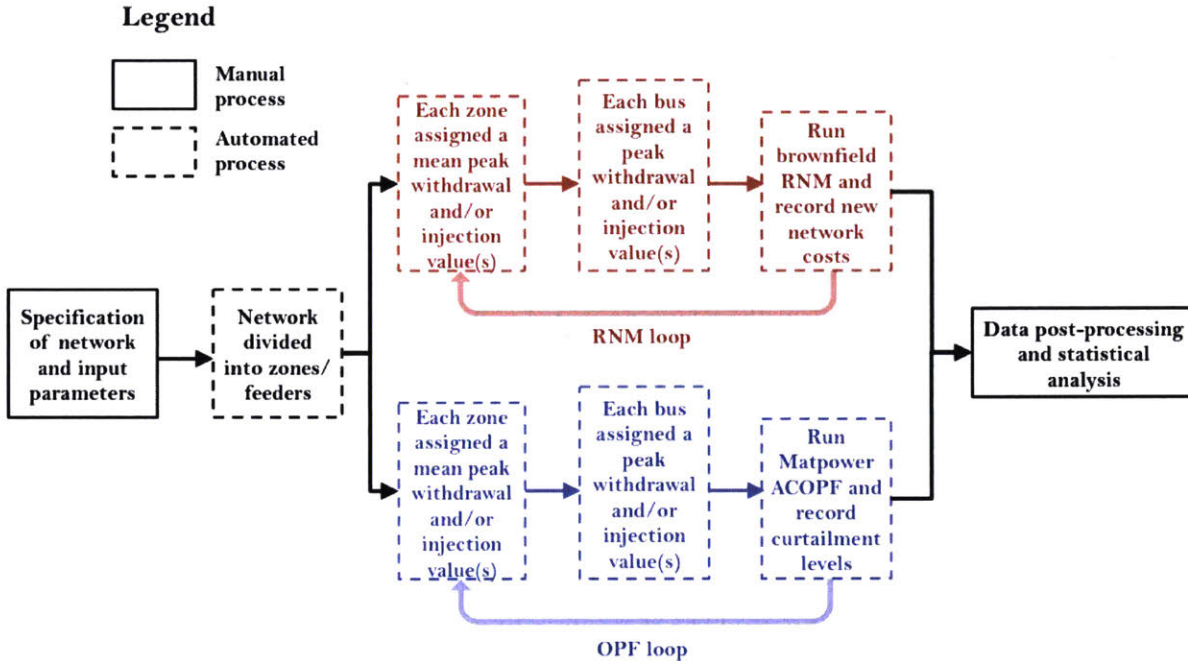 Legend
Manual
process
Automated
process
Each zone
assigned a
mean peak
withdrawal
and/or
injection
value(s)
Each bus
assigned a
peak
withdrawal
and/or
injection
value(s)
Run
brownfield
RNM and
record new
network
costs
RNM loop
Specification
of network
and input
parameters
Network
divided
into zones/
feeders
Data post-processing
and statistical
analysis
Each zone
assigned a
mean peak
withdrawal
and/or
injection
value(s)
Each bus
assigned a
peak
withdrawal
and/or
injection
value(s)
Run
Matpower
ACOPF and
record
curtailment
levels
OPF loop